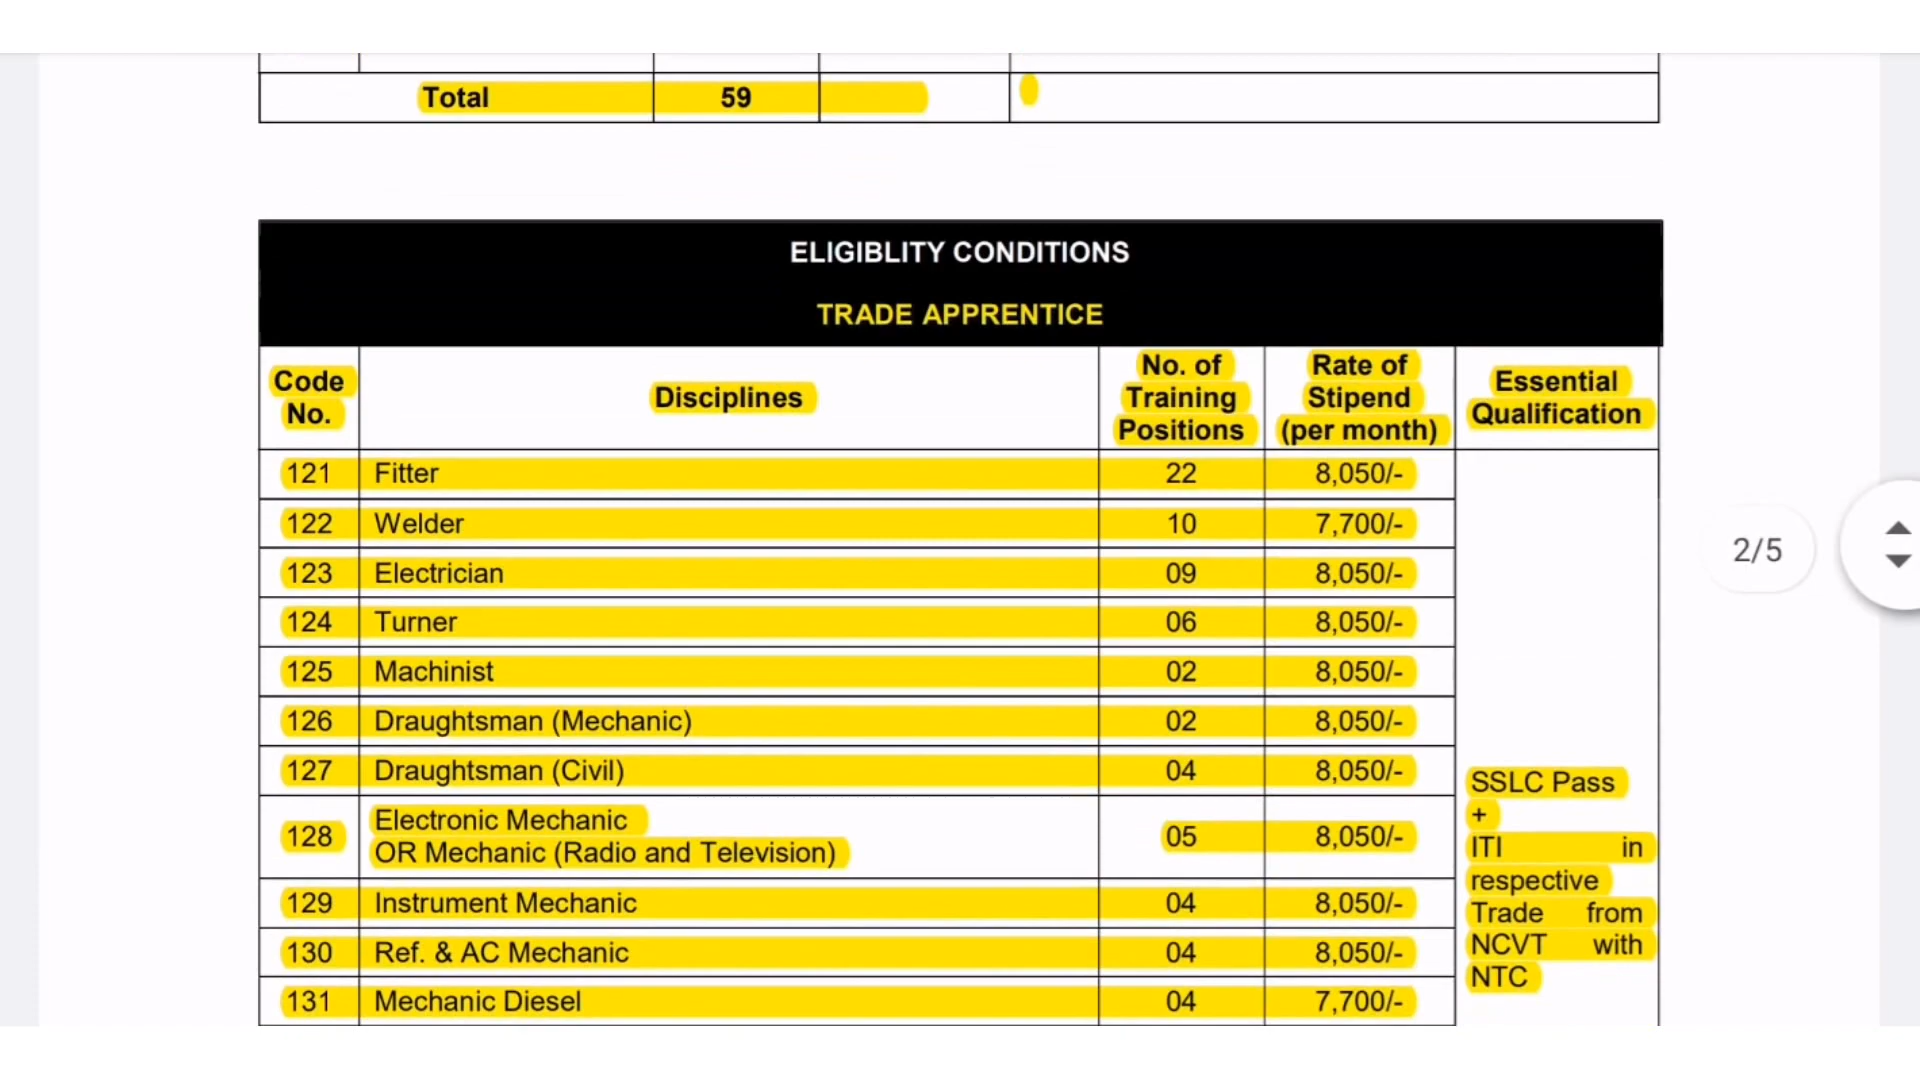 Total 59
ELIGIBLITY CONDITIONS
TRADE APPRENTICE
Code No. Disciplines No. of Training Positions Rate of Stipend (per month) Essential Qualification
121 Fitter 22 8,050/-
122 Welder 10 7,700/-
123 Electrician 09 8,050/-
124 Turner 06 8,050/-
125 Machinist 02 8,050/-
126 Draughtsman (Mechanic) 02 8,050/-
127 Draughtsman (Civil) 04 8,050/-
128 Electronic Mechanic
OR Mechanic (Radio and Television) 05 8,050/-
129 Instrument Mechanic 04 8,050/-
130 Ref. & AC Mechanic 04 8,050/-
131 Mechanic Diesel 04 7,700/-
SSLC Pass
+
ITI in
respective
Trade from
NCVT with
NTC
2/5